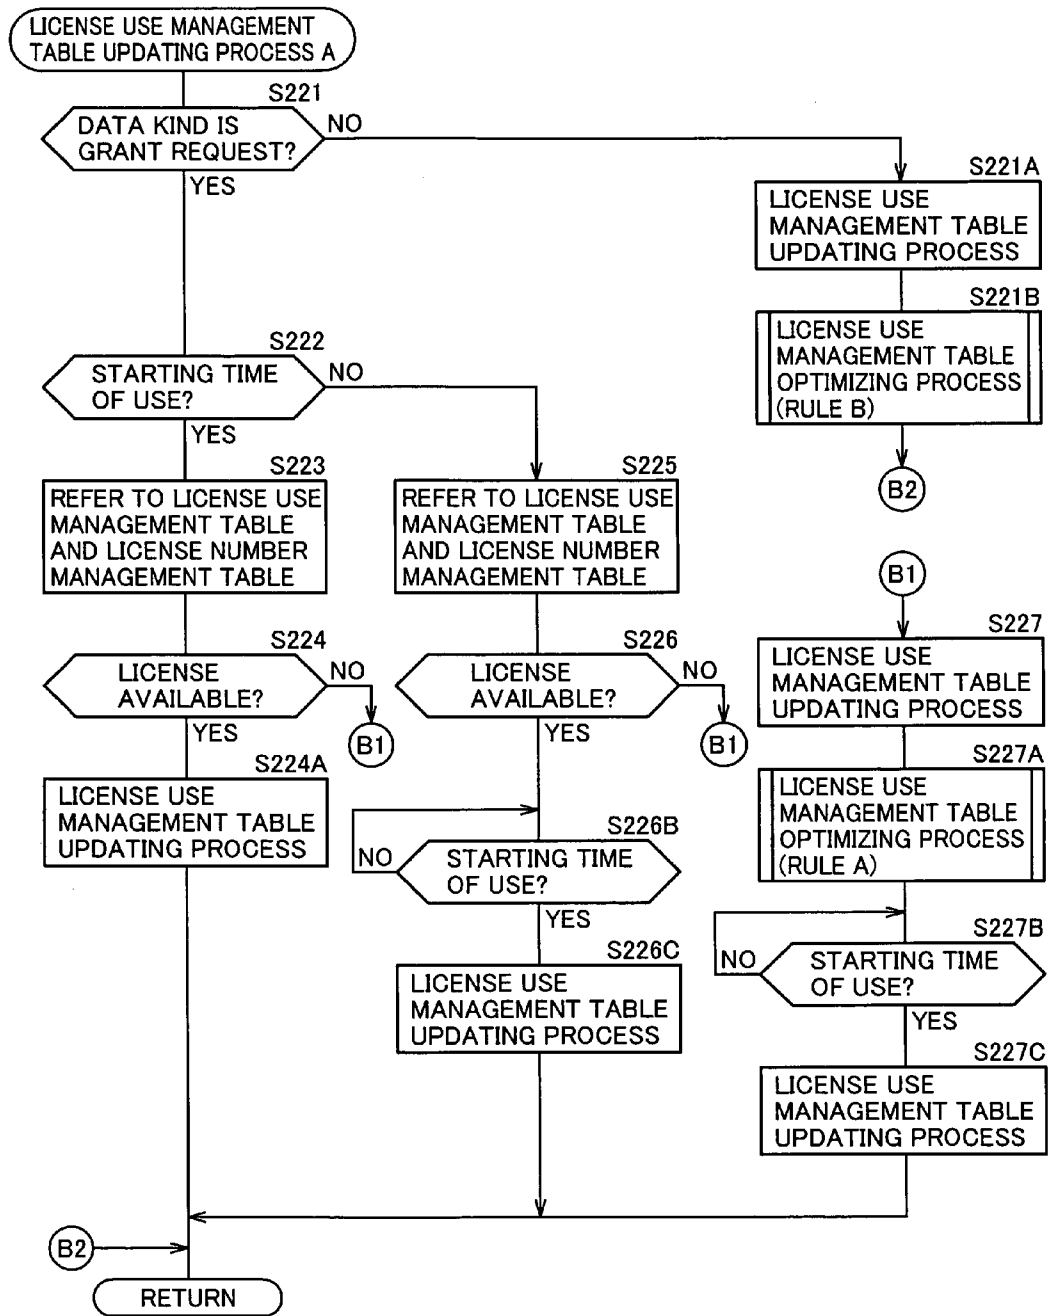 LICENSE USE MANAGEMENT
TABLE UPDATING PROCESS A
S221
DATA KIND IS
GRANT REQUEST?
NO
YES
S221A
LICENSE USE
MANAGEMENT TABLE
UPDATING PROCESS
S221B
LICENSE USE
MANAGEMENT TABLE
OPTIMIZING PROCESS
(RULE B)
B2
S222
STARTING TIME
OF USE?
NO
YES
S223
REFER TO LICENSE USE
MANAGEMENT TABLE
AND LICENSE NUMBER
MANAGEMENT TABLE
S224
LICENSE
AVAILABLE?
NO
B1
YES
S224A
LICENSE USE
MANAGEMENT TABLE
UPDATING PROCESS
S225
REFER TO LICENSE USE
MANAGEMENT TABLE
AND LICENSE NUMBER
MANAGEMENT TABLE
S226
LICENSE
AVAILABLE?
NO
B1
YES
S226B
STARTING TIME
OF USE?
NO
YES
S226C
LICENSE USE
MANAGEMENT TABLE
UPDATING PROCESS
B1
S227
LICENSE USE
MANAGEMENT TABLE
UPDATING PROCESS
S227A
LICENSE USE
MANAGEMENT TABLE
OPTIMIZING PROCESS
(RULE A)
S227B
STARTING TIME
OF USE?
NO
YES
S227C
LICENSE USE
MANAGEMENT TABLE
UPDATING PROCESS
B2
RETURN